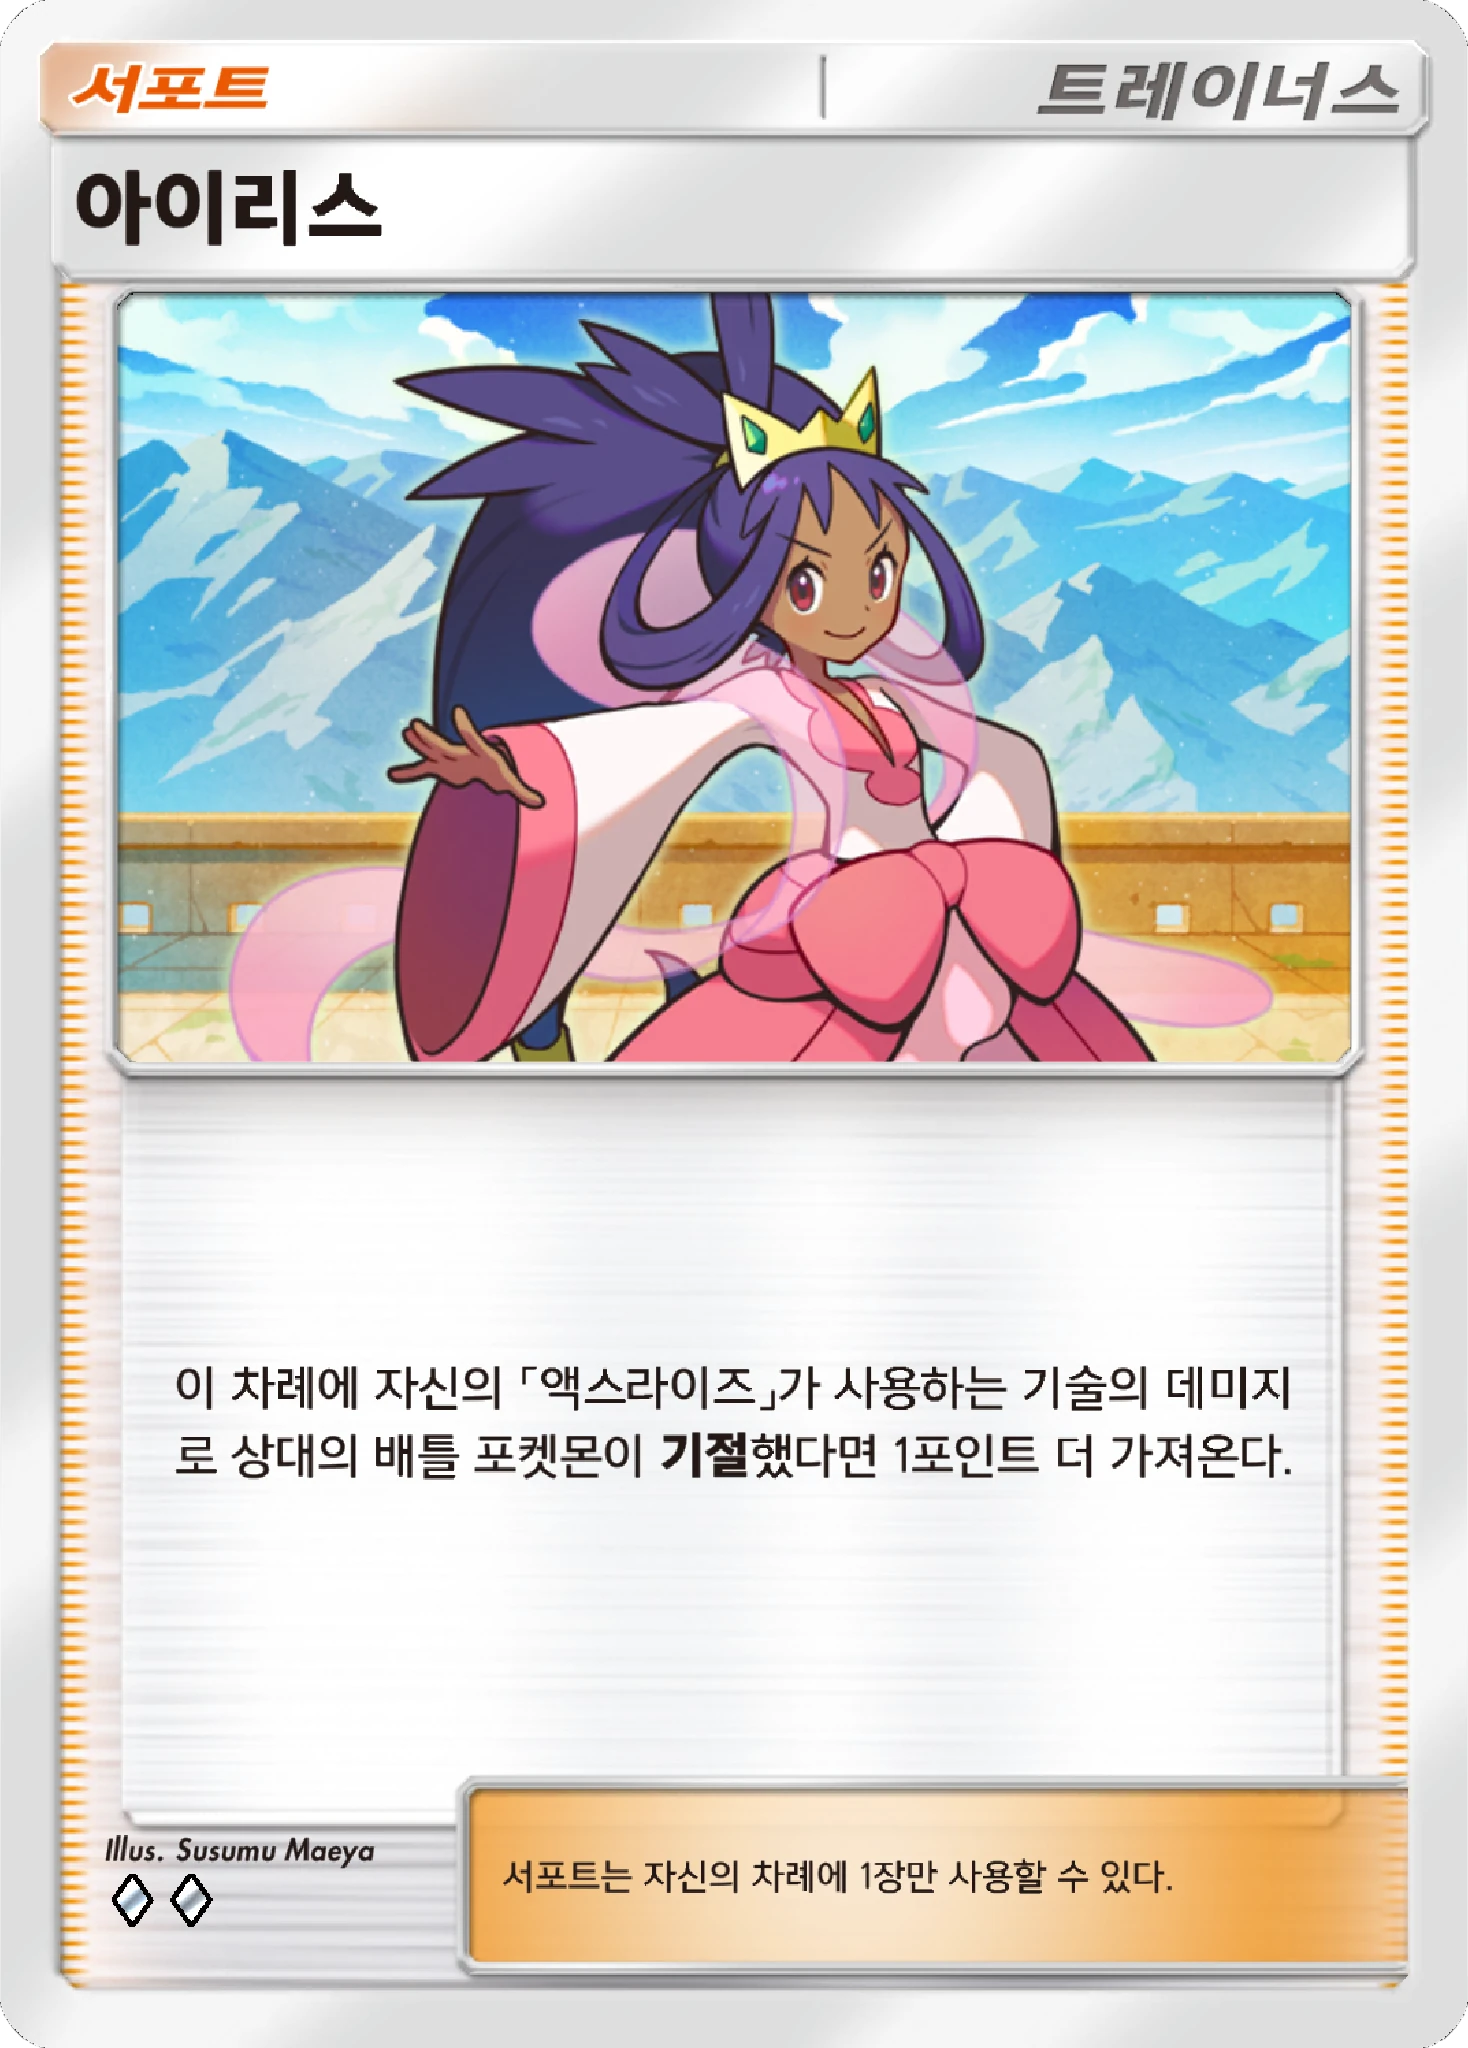 서포트
트레이너스
아이리스
이 차례에 자신의 「액스라이즈」가 사용하는 기술의 데미지
로 상대의 배틀 포켓몬이 기절했다면 1포인트 더 가져온다.
Illus. Susumu Maeya
서포트는 자신의 차례에 1장만 사용할 수 있다.